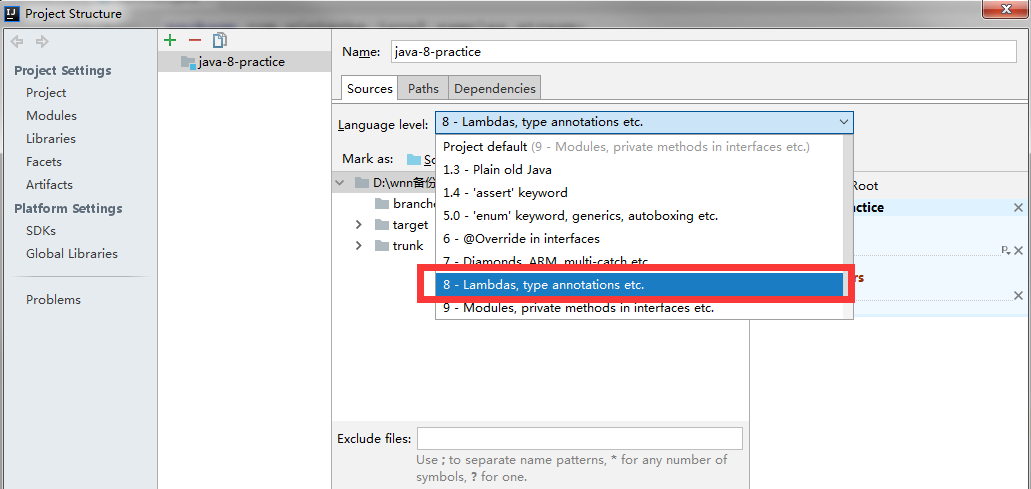 Project Structure
Project Settings
Project
Modules
Libraries
Facets
Artifacts
Platform Settings
SDKs
Global Libraries
Problems
java-8-practice
Name: java-8-practice
Sources Paths Dependencies
Language level: 8 - Lambdas, type annotations etc.
Project default (9 - Modules, private methods in interfaces etc.)
1.3 - Plain old Java
1.4 - 'assert' keyword
5.0 - 'enum' keyword, generics, autoboxing etc.
6 - @Override in interfaces
7 - Diamonds, ARM, multi-catch etc.
8 - Lambdas, type annotations etc.
9 - Modules, private methods in interfaces etc.
Mark as: So
D:\wnn备份
branche
target
trunk
Root
actice
rs
Exclude files:
Use ; to separate name patterns, * for any number of
symbols, ? for one.